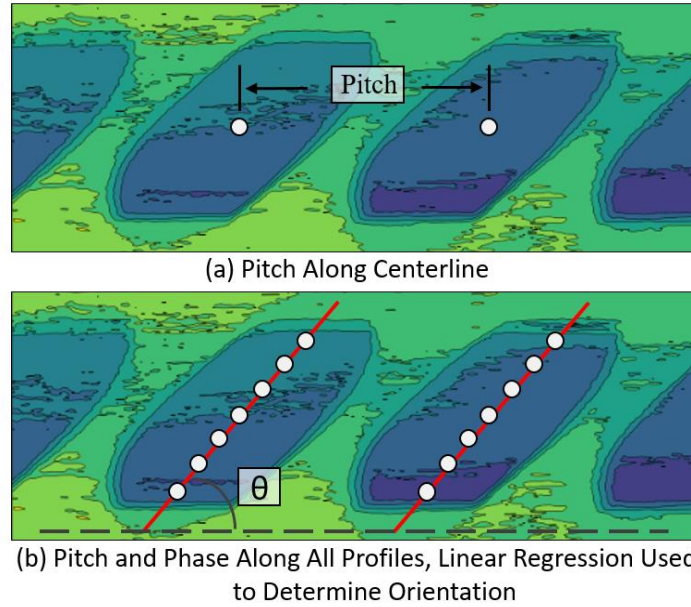 Pitch
(a) Pitch Along Centerline
θ
(b) Pitch and Phase Along All Profiles, Linear Regression Used
to Determine Orientation